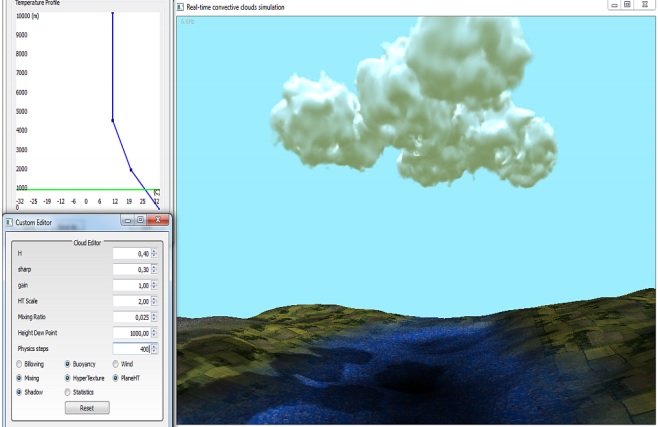 Temperature Profile
10000 (m)
9000
8000
7000
6000
5000
4000
3000
2000
1000
-32 -25 -19 -12 -6 0 6 12 19 25 32
0
Real-time convective clouds simulation
Custom Editor
Cloud Editor
H 0,40
sharp 0,30
gain 1,00
HT Scale 2,00
Mixing Ratio 0,025
Height Dew Point 1000,00
Physics steps 400
Billowing Buoyancy Wind
Mixing HyperTexture PlaneHT
Shadow Statistics
Reset